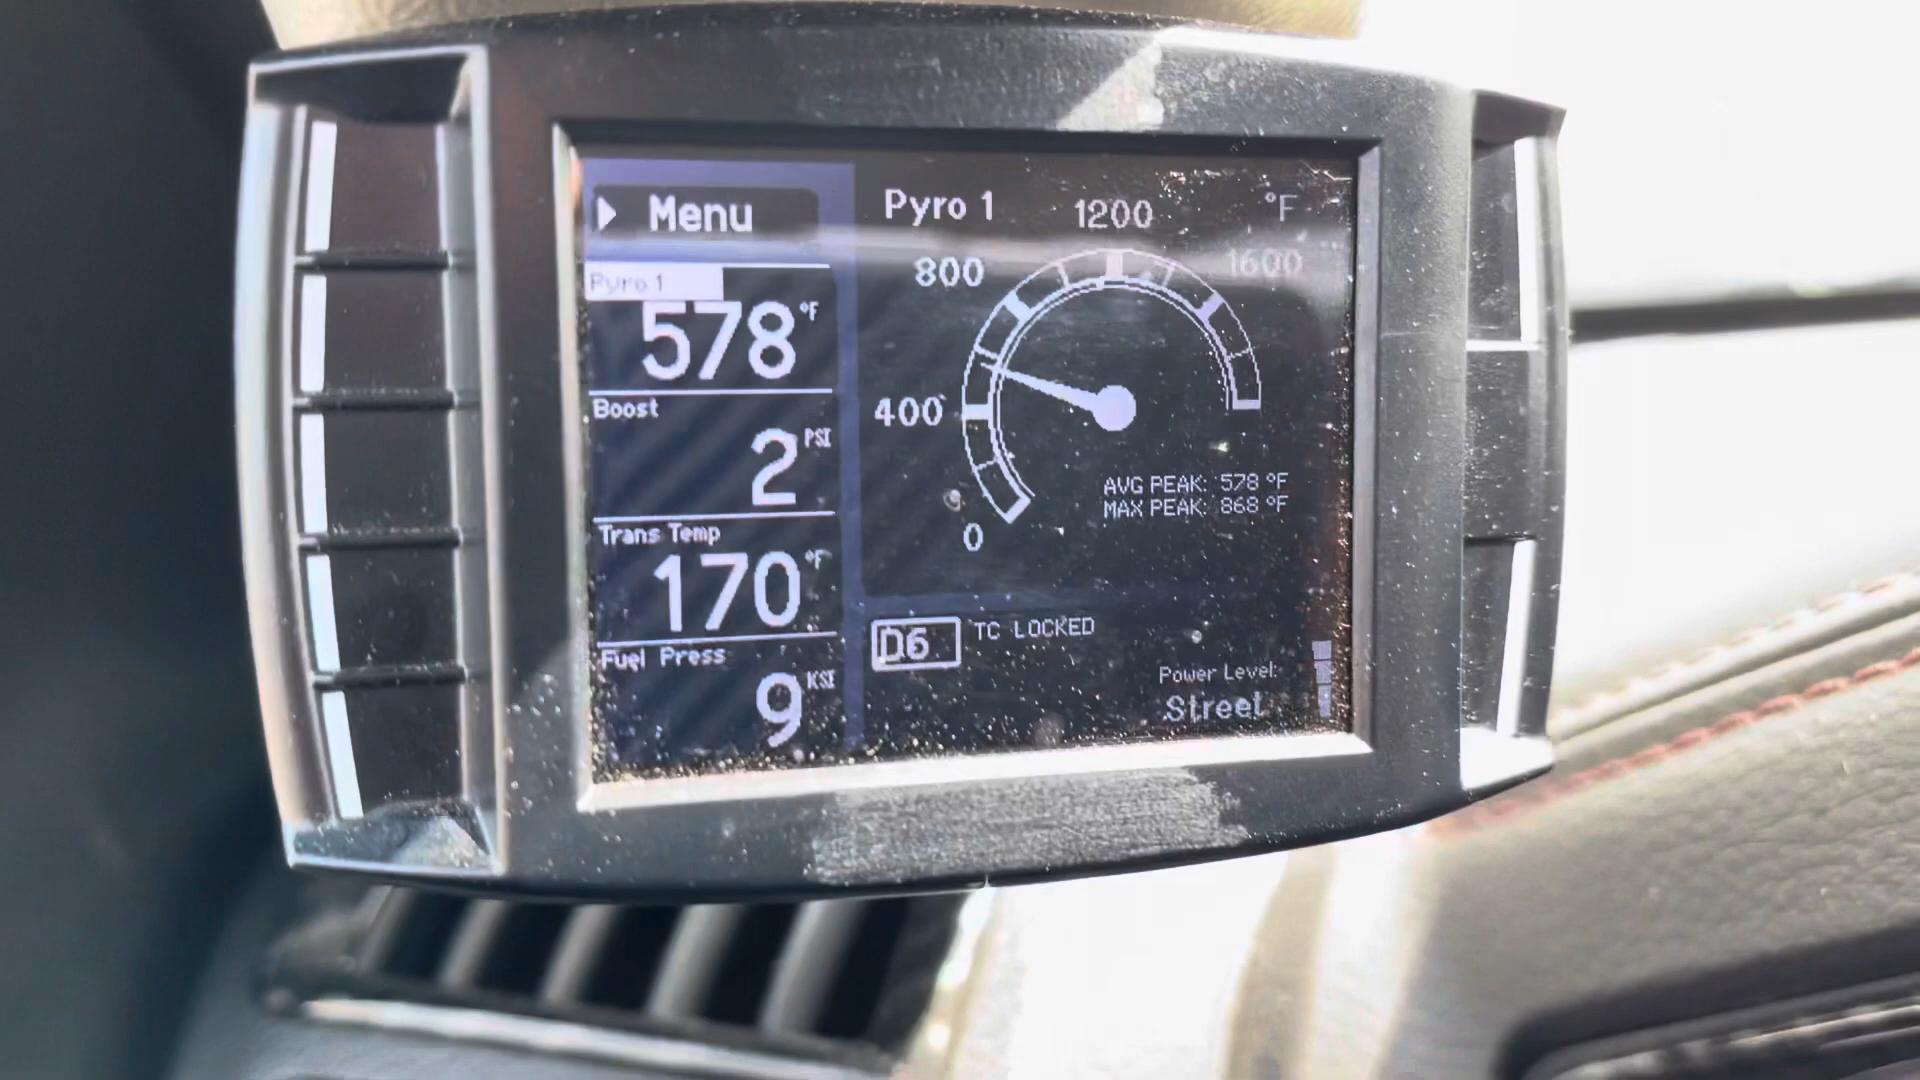 Menu
Pyro 1
578 °F
Boost
2 PSI
Trans Temp
170 °F
Fuel Press
9 KSI
Pyro 1
°F
0
400
800
1200
1600
AVG PEAK: 578 °F
MAX PEAK: 868 °F
D6 TC LOCKED
Power Level:
Street